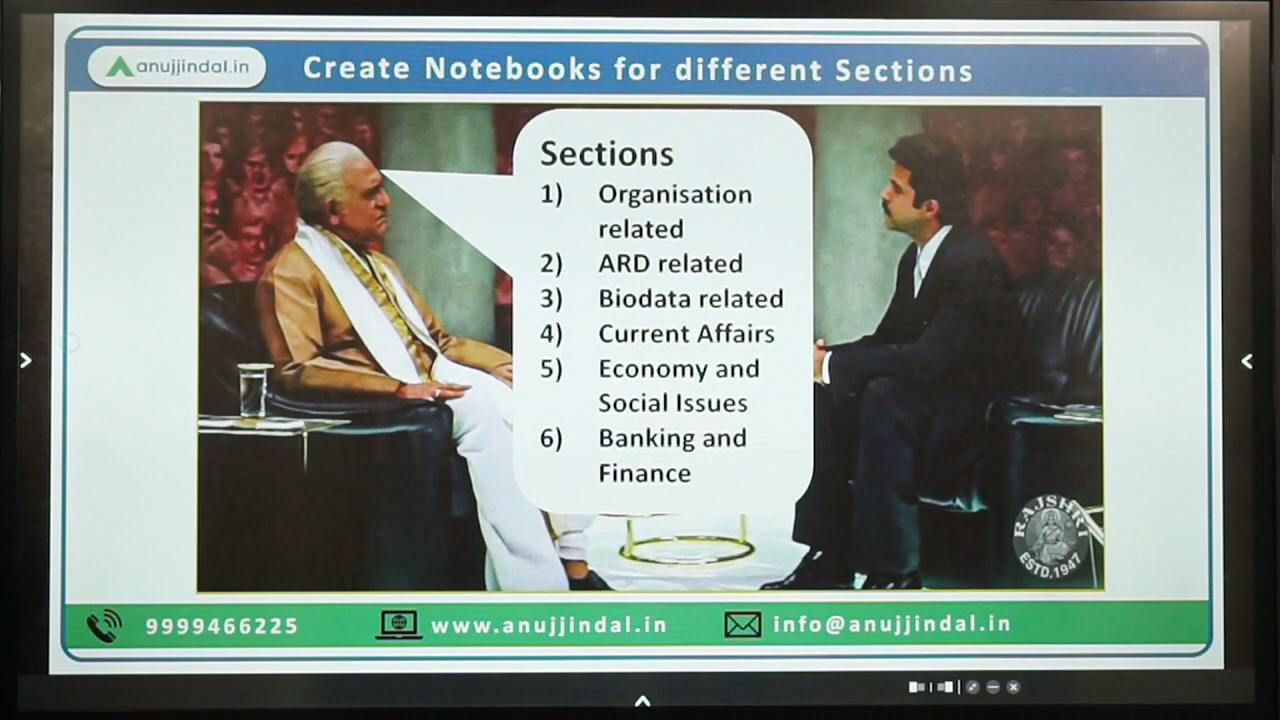 anujjindal.in
Create Notebooks for different Sections
Sections
1) Organisation
related
2) ARD related
3) Biodata related
4) Current Affairs
5) Economy and
Social Issues
6) Banking and
Finance
RAJSHRI
ESTD.1947
9999466225
www.anujjindal.in
info@anujjindal.in